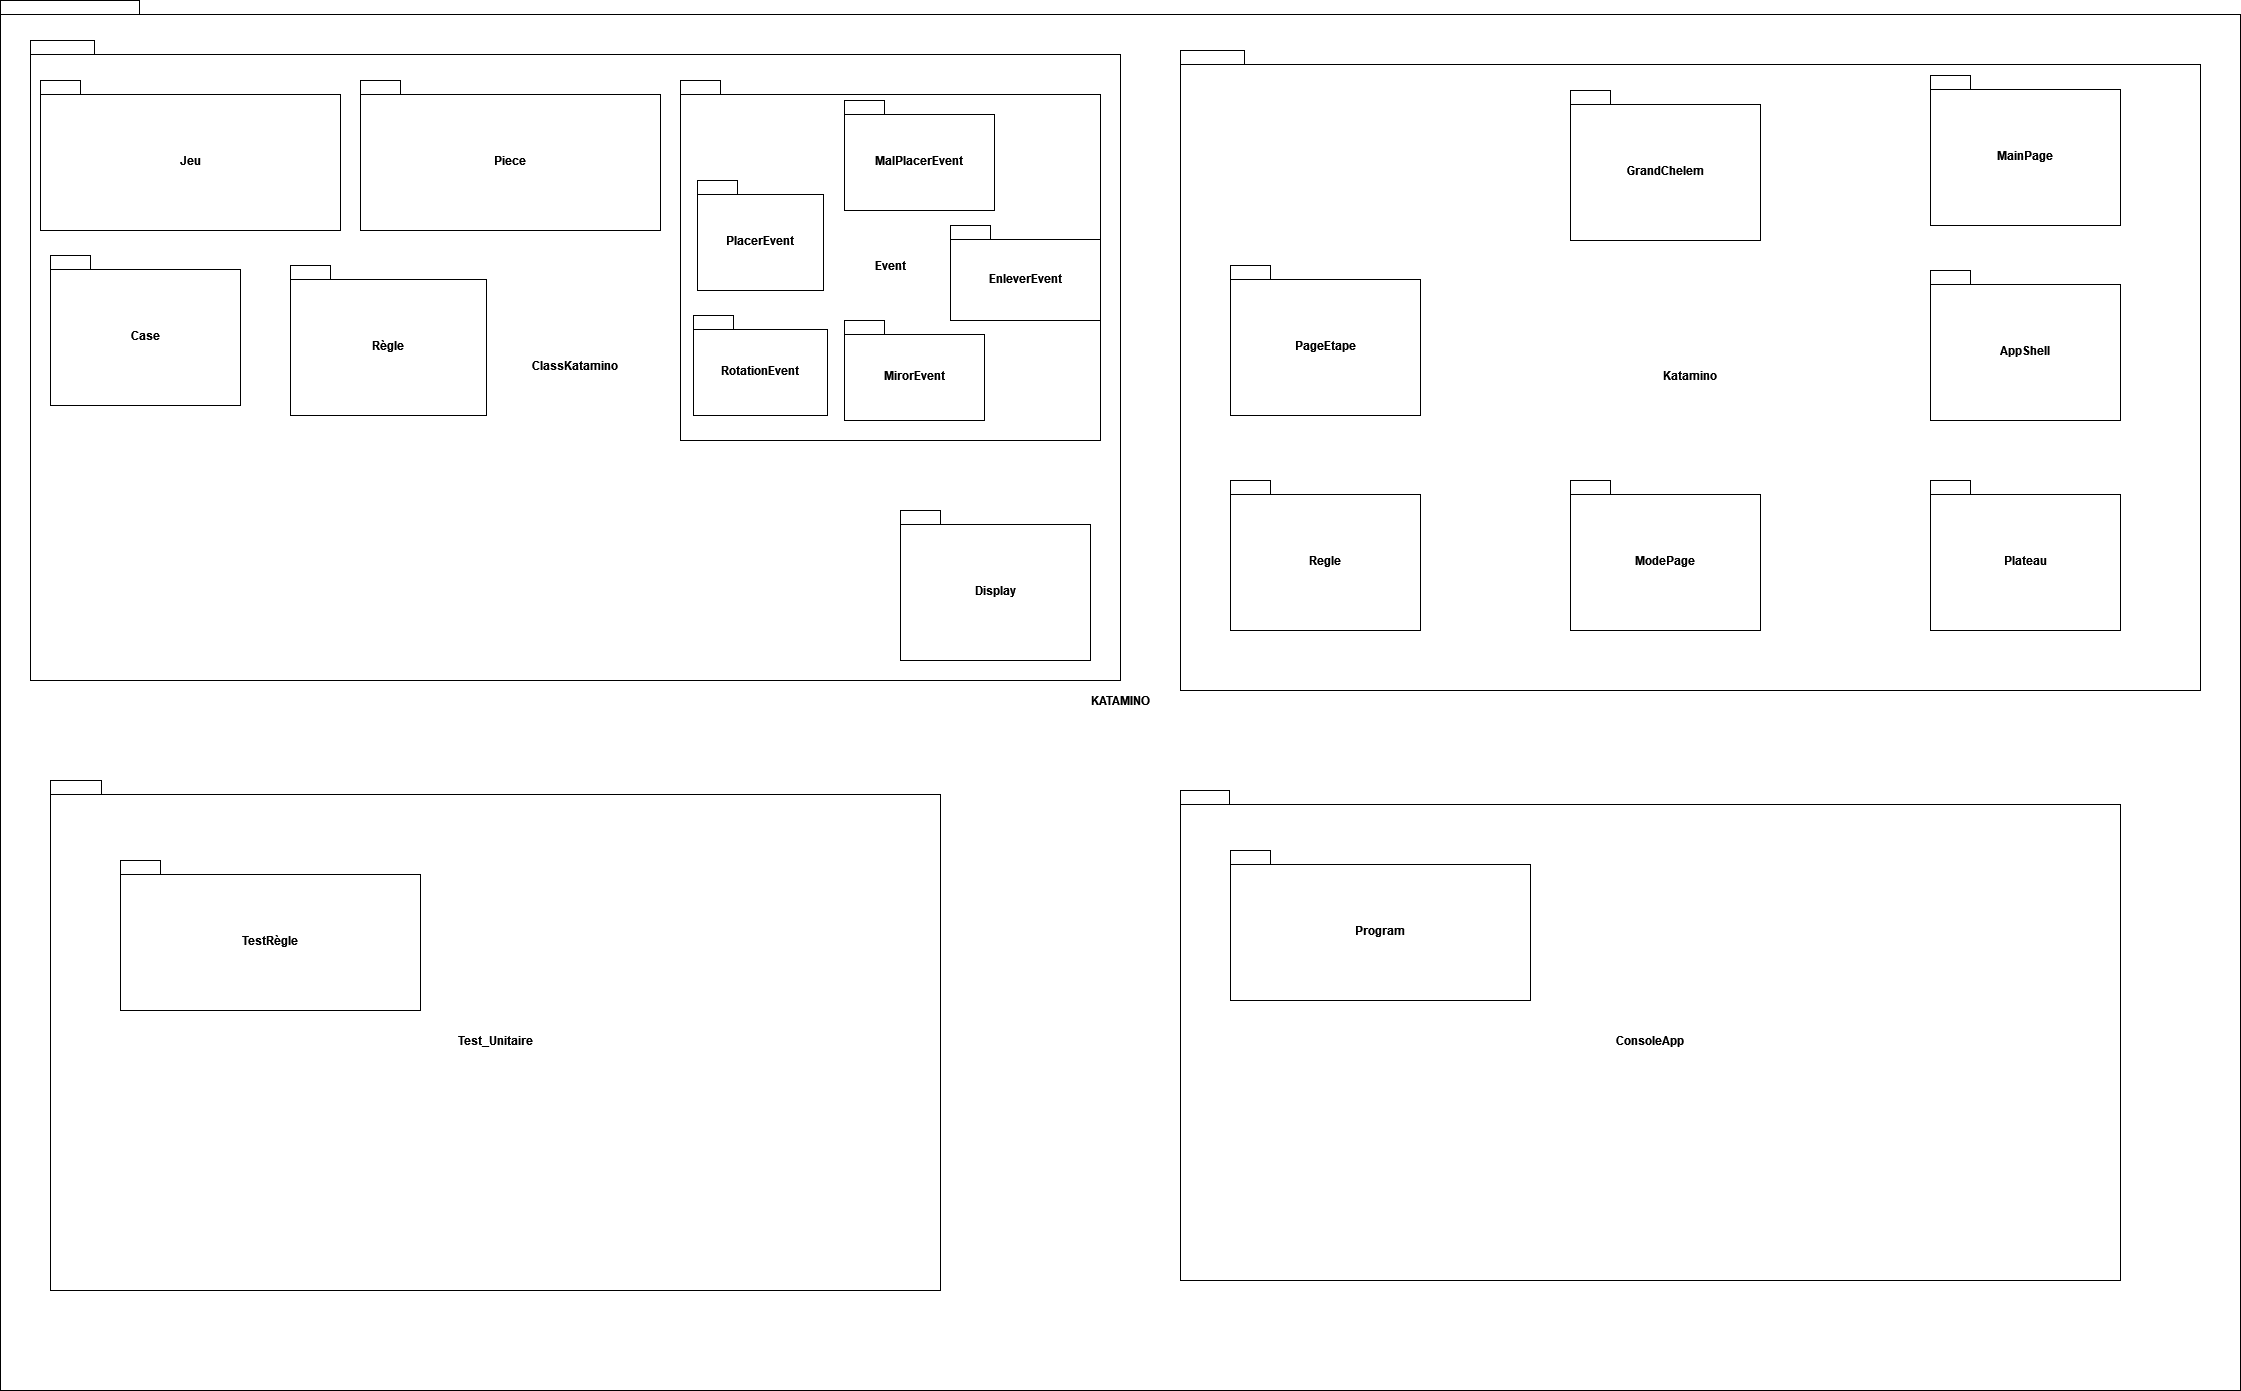 Jeu
Piece
MalPlacerEvent
PlacerEvent
Event
EnleverEvent
RotationEvent
MirorEvent
Case
Règle
ClassKatamino
Display
GrandChelem
MainPage
PageEtape
Katamino
AppShell
Regle
ModePage
Plateau
KATAMINO
TestRègle
Test_Unitaire
Program
ConsoleApp